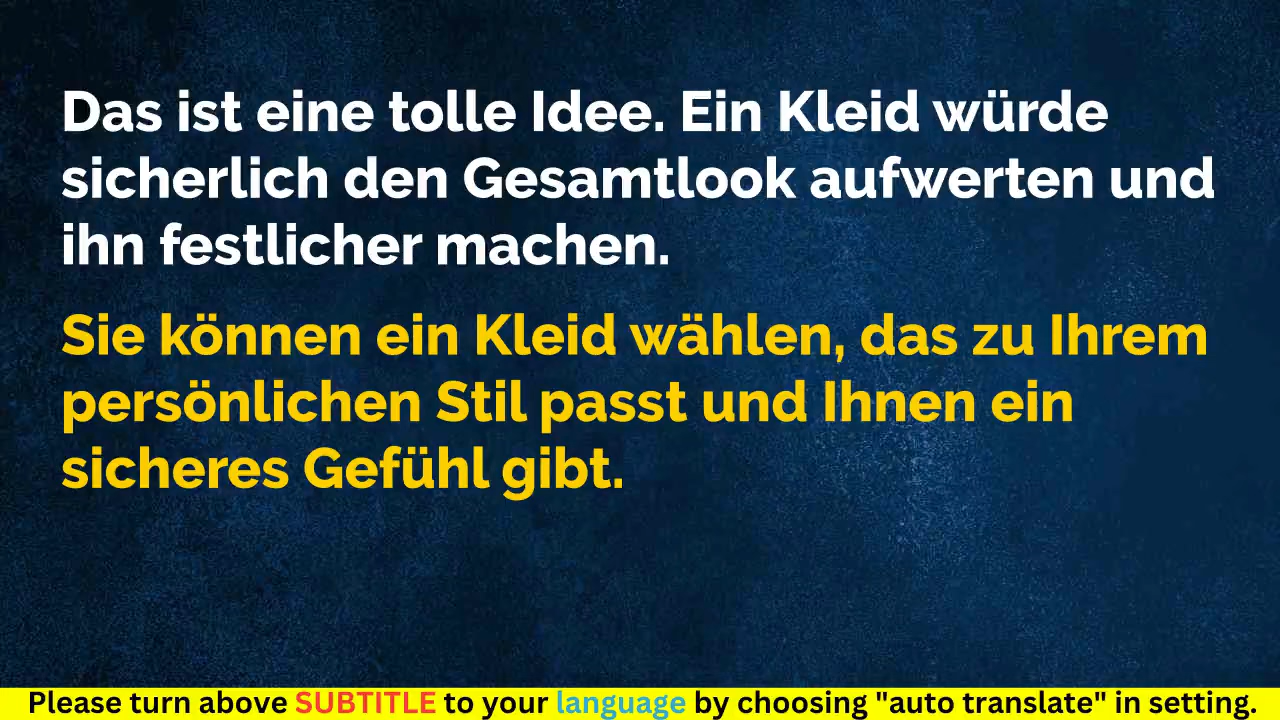 Das ist eine tolle Idee. Ein Kleid würde
sicherlich den Gesamtlook aufwerten und
ihn festlicher machen.
Sie können ein Kleid wählen, das zu Ihrem
persönlichen Stil passt und Ihnen ein
sicheres Gefühl gibt.
Please turn above SUBTITLE to your language by choosing "auto translate" in setting.